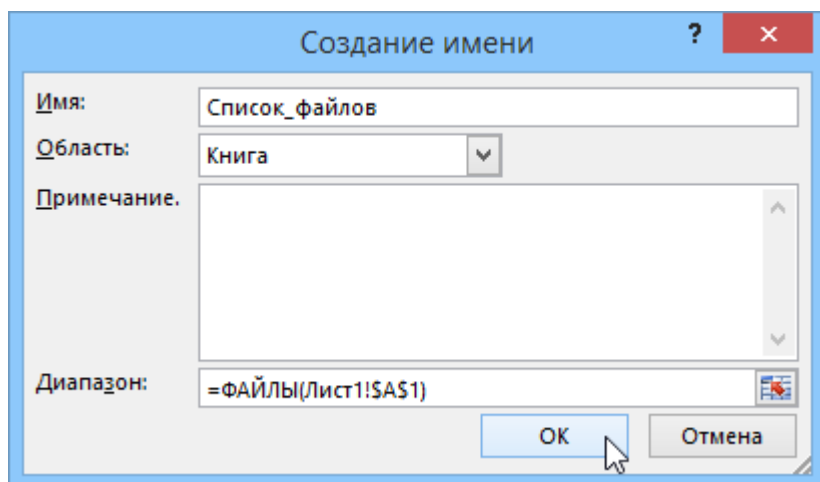 Создание имени ? ×
Имя: Список_файлов
Область: Книга
Примечание.
Диапазон: =ФАЙЛЫ(Лист1!$A$1)
ОК Отмена